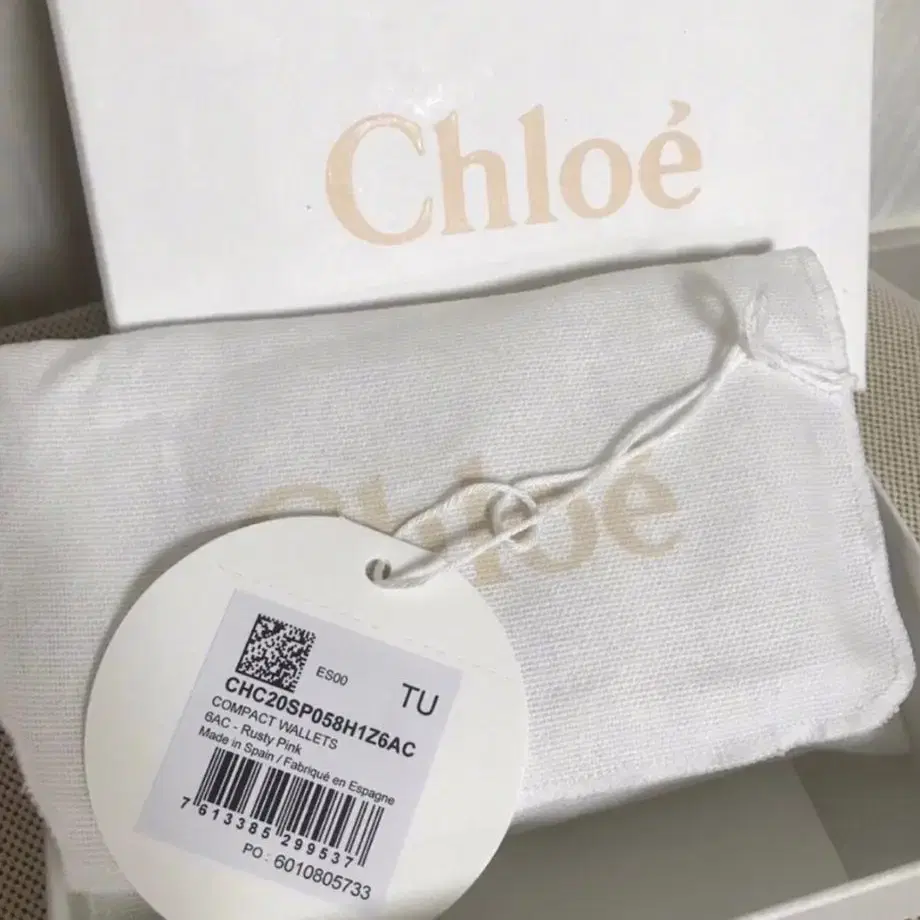 Chloé
Chloé
ES00
TU
CHC20SP058H1Z6AC
COMPACT WALLETS
6AC - Rusty Pink
Made in Spain / Fabriqué en Espagne
7 613385 299537
PO : 6010805733